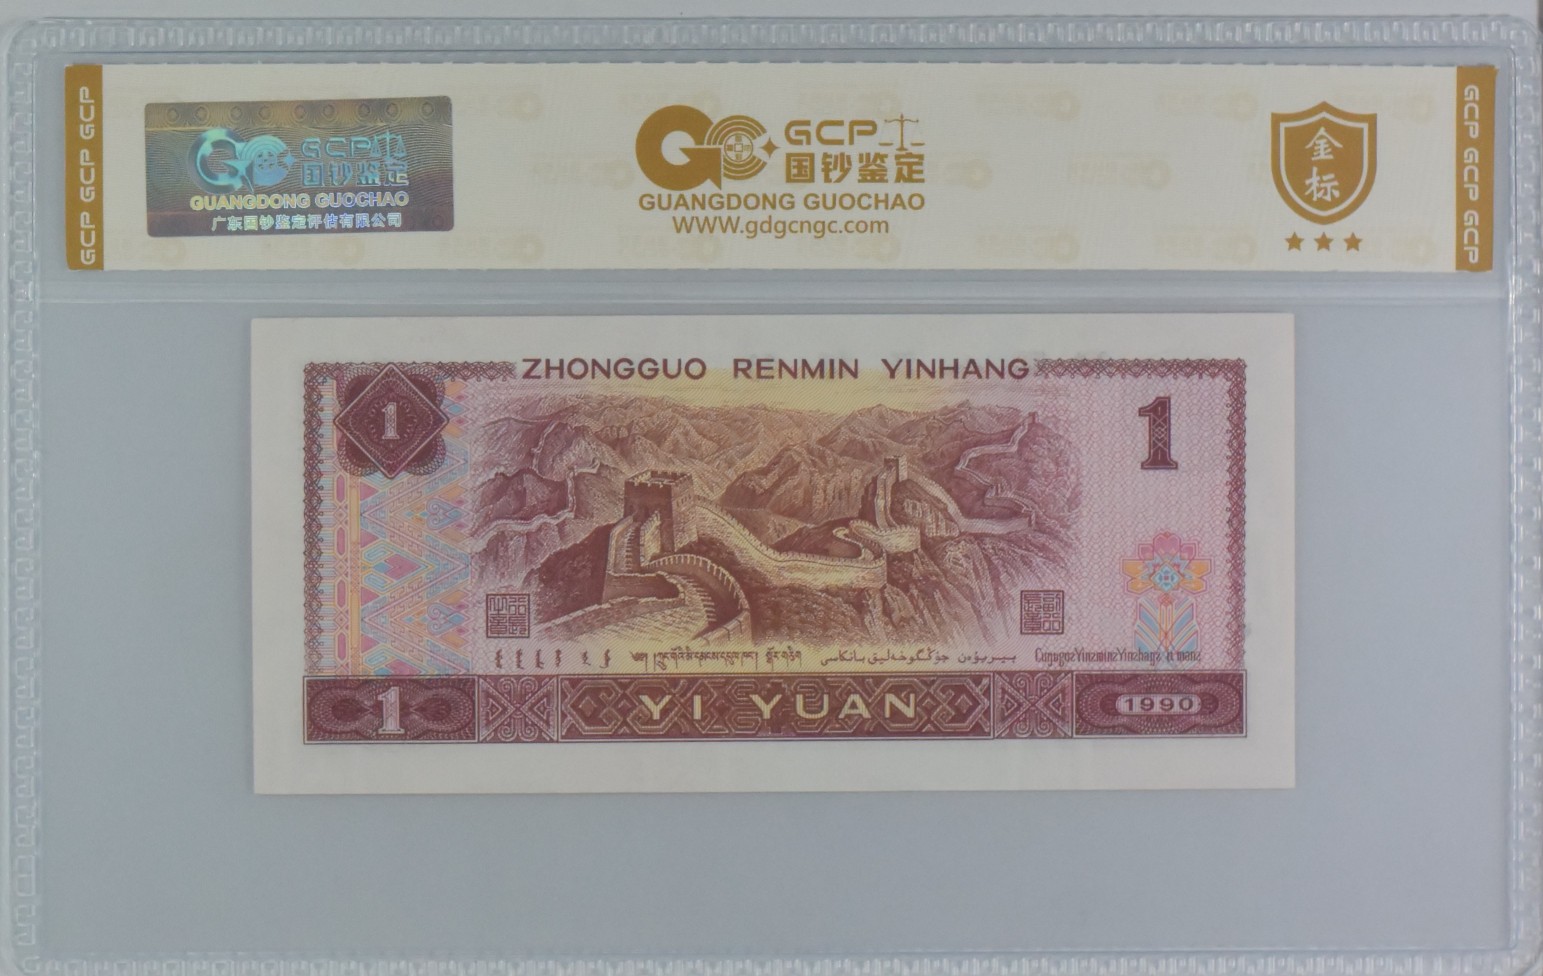 GCP GCP GCP
GCP
国钞鉴定
GUANGDONG GUOCHAO
广东国钞鉴定评估有限公司
GCP
国钞鉴定
GUANGDONG GUOCHAO
WWW.gdgcngc.com
金
标
GCP GCP GCP
ZHONGGUO RENMIN YINHANG
1
1
1
YI YUAN
1990